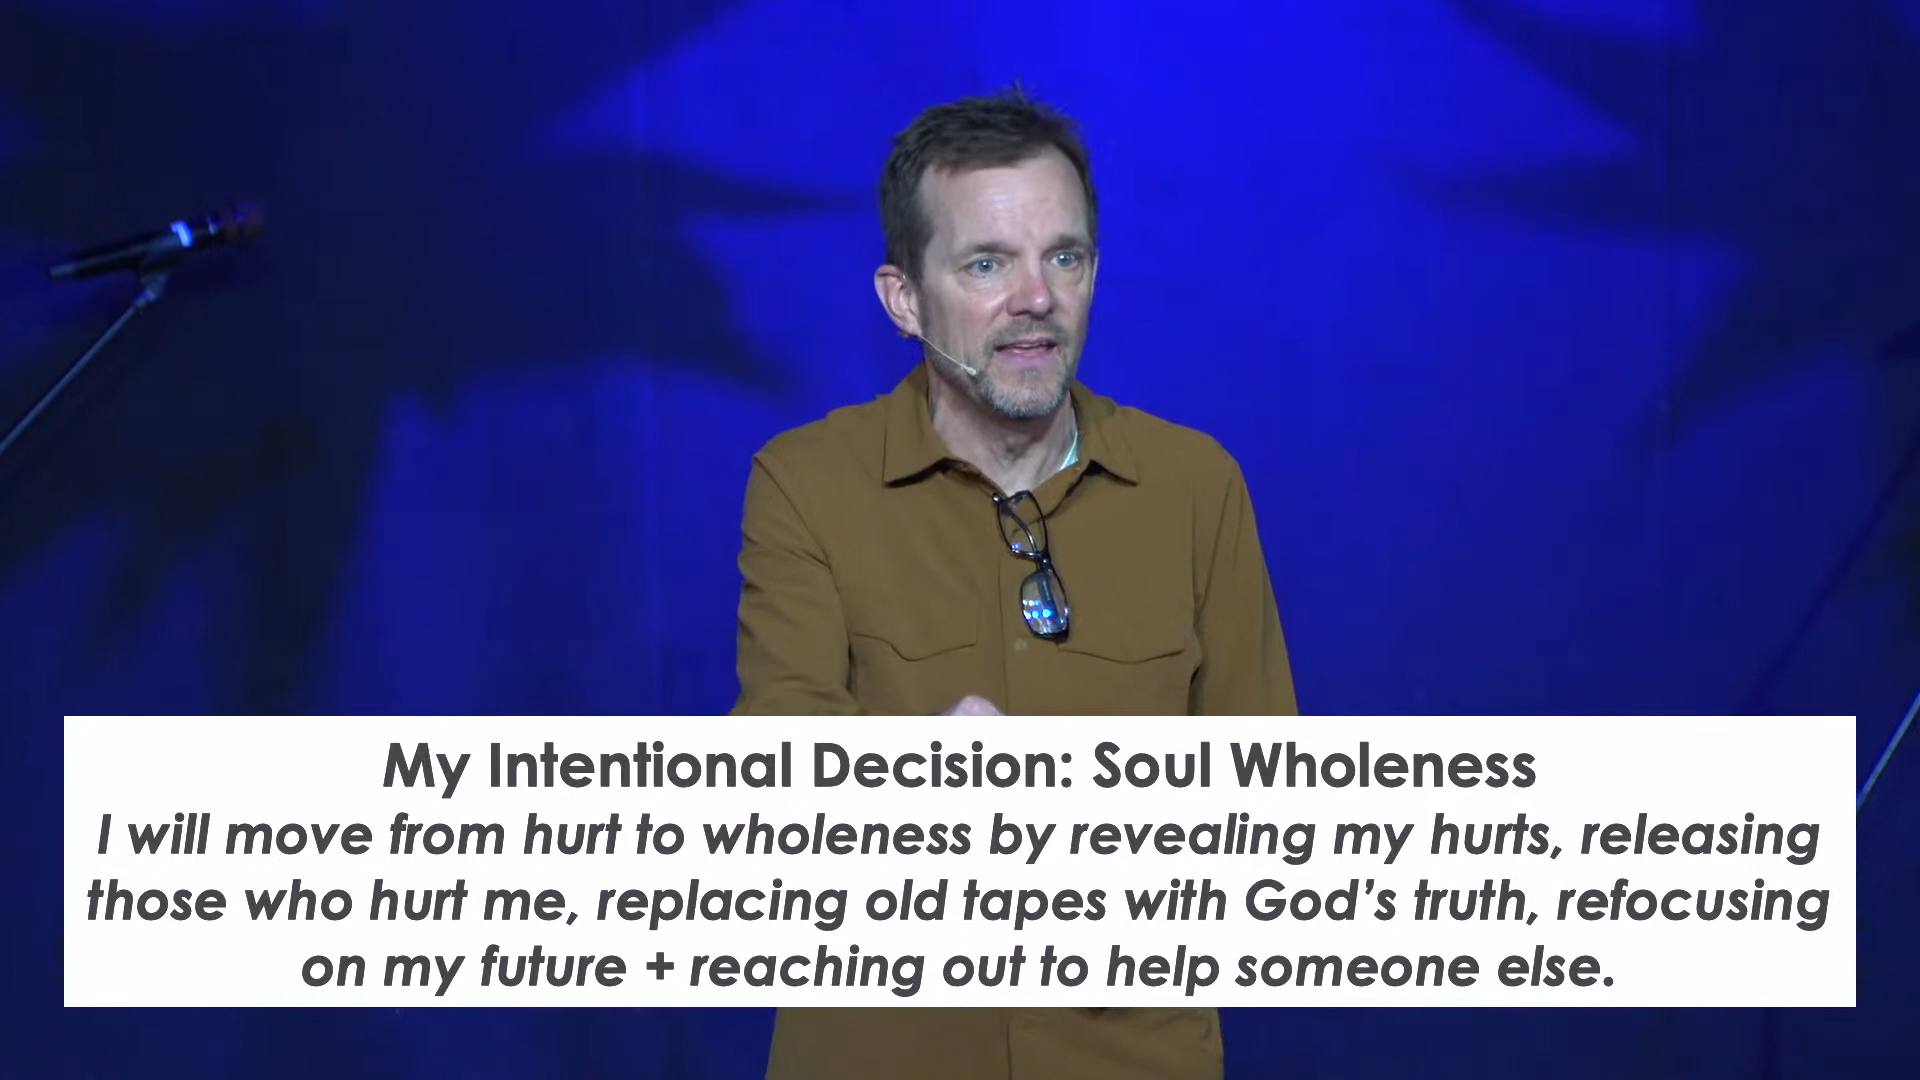 My Intentional Decision: Soul Wholeness
I will move from hurt to wholeness by revealing my hurts, releasing
those who hurt me, replacing old tapes with God’s truth, refocusing
on my future + reaching out to help someone else.